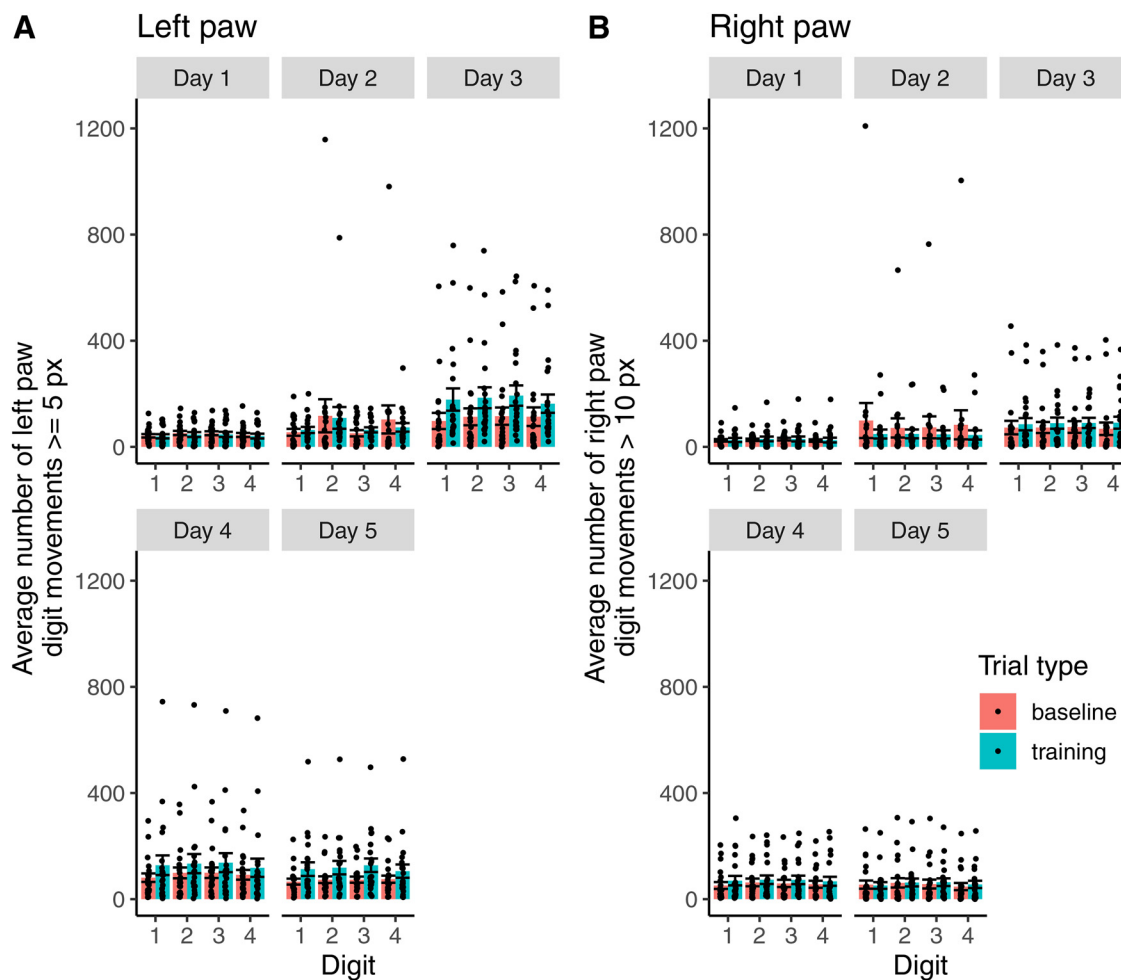 A Left paw
B Right paw
Day 1 Day 2 Day 3
Day 1 Day 2 Day 3
1200
800
400
0
1 2 3 4 1 2 3 4 1 2 3 4
1200
800
400
0
1 2 3 4 1 2 3 4 1 2 3 4
Average number of left paw
digit movements >= 5 px
Average number of right paw
digit movements > 10 px
Day 4 Day 5
Day 4 Day 5
1200
800
400
0
1 2 3 4 1 2 3 4
Digit
1200
800
400
0
1 2 3 4 1 2 3 4
Digit
Trial type
baseline
training